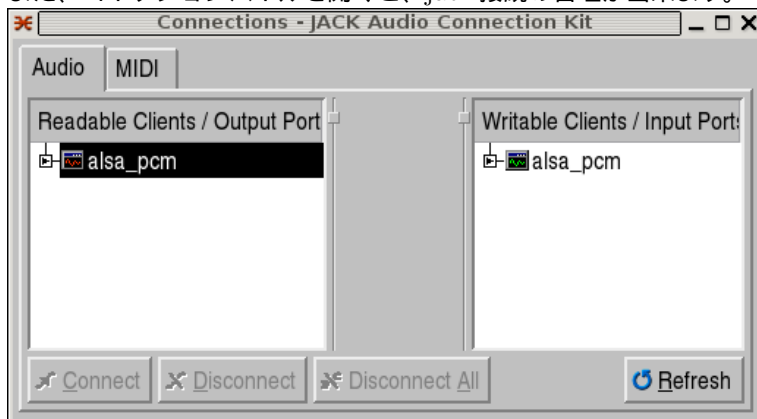 Connections - JACK Audio Connection Kit
Audio MIDI
Readable Clients / Output Port
Writable Clients / Input Ports
alsa_pcm
alsa_pcm
Connect Disconnect Disconnect All Refresh